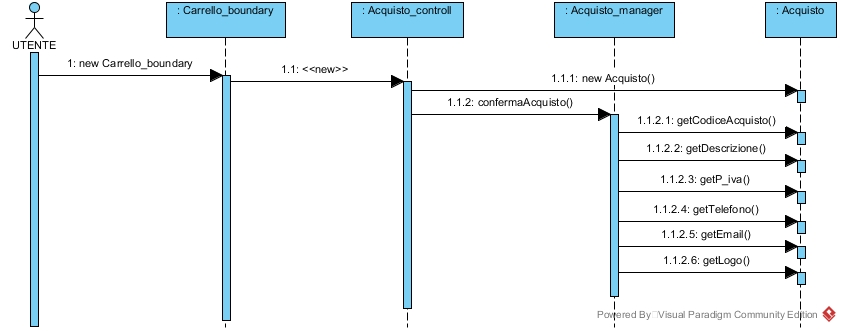 : Carrello_boundary
: Acquisto_controll
: Acquisto_manager
: Acquisto
UTENTE
1: new Carrello_boundary
1.1: <<new>>
1.1.1: new Acquisto()
1.1.2: confermaAcquisto()
1.1.2.1: getCodiceAcquisto()
1.1.2.2: getDescrizione()
1.1.2.3: getP_iva()
1.1.2.4: getTelefono()
1.1.2.5: getEmail()
1.1.2.6: getLogo()
Powered By Visual Paradigm Community Edition